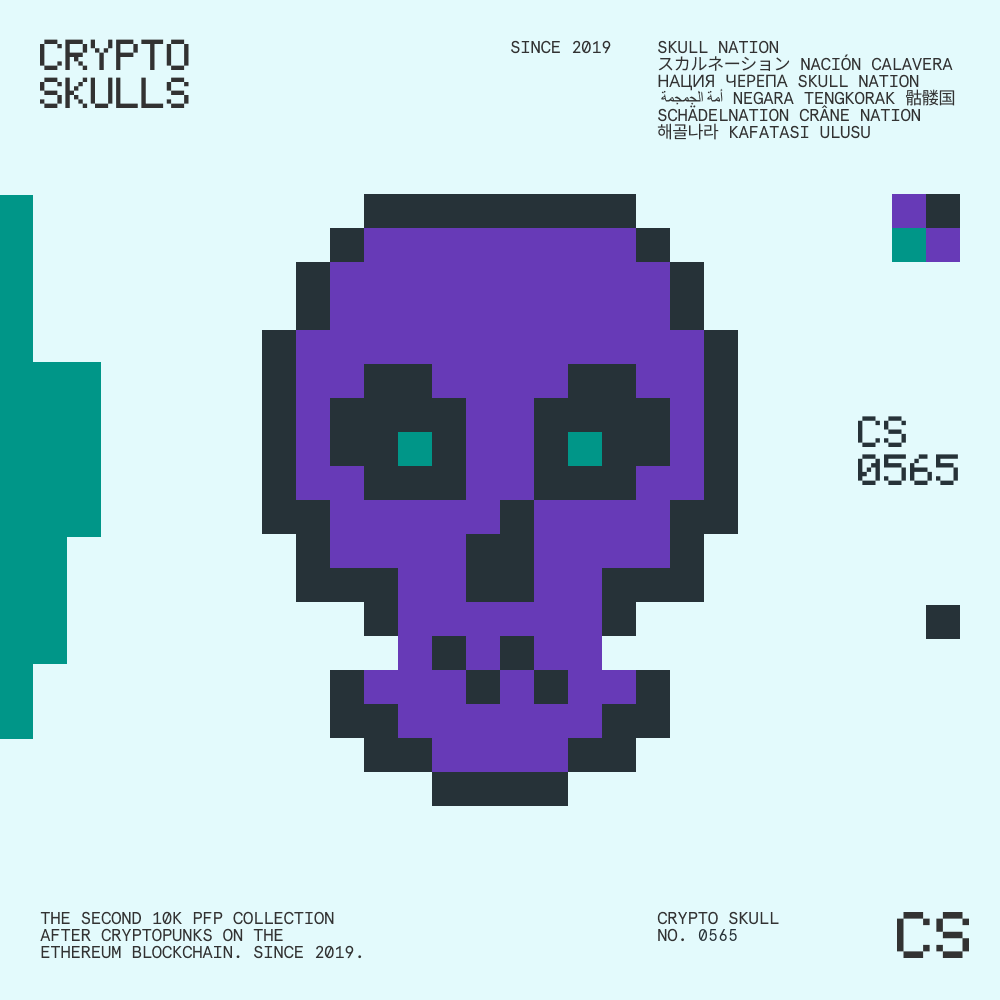 CRYPTO
SKULLS
SINCE 2019
SKULL NATION
スカルネーション NACIÓN CALAVERA
НАЦИЯ ЧЕРЕПА SKULL NATION
أمة الجمجمة NEGARA TENGKORAK 骷髅国
SCHÄDELNATION CRÂNE NATION
해골나라 KAFATASI ULUSU
CS
0565
THE SECOND 10K PFP COLLECTION
AFTER CRYPTOPUNKS ON THE
ETHEREUM BLOCKCHAIN. SINCE 2019.
CRYPTO SKULL
NO. 0565
CS